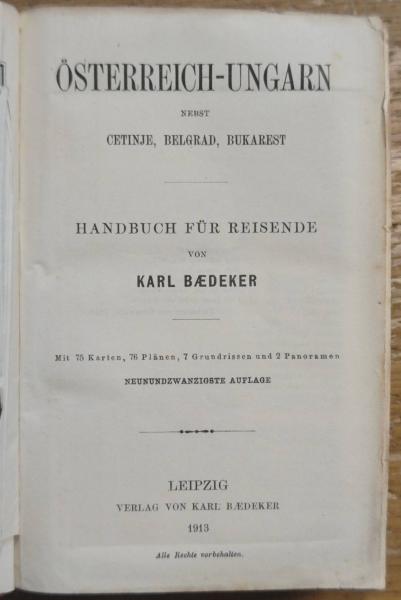 ÖSTERREICH-UNGARN
NEBST
CETINJE, BELGRAD, BUKAREST
HANDBUCH FÜR REISENDE
VON
KARL BÆDEKER
Mit 75 Karten, 76 Plänen, 7 Grundrissen und 2 Panoramen
NEUNUNDZWANZIGSTE AUFLAGE
LEIPZIG
VERLAG VON KARL BÆDEKER
1913
Alle Rechte vorbehalten.